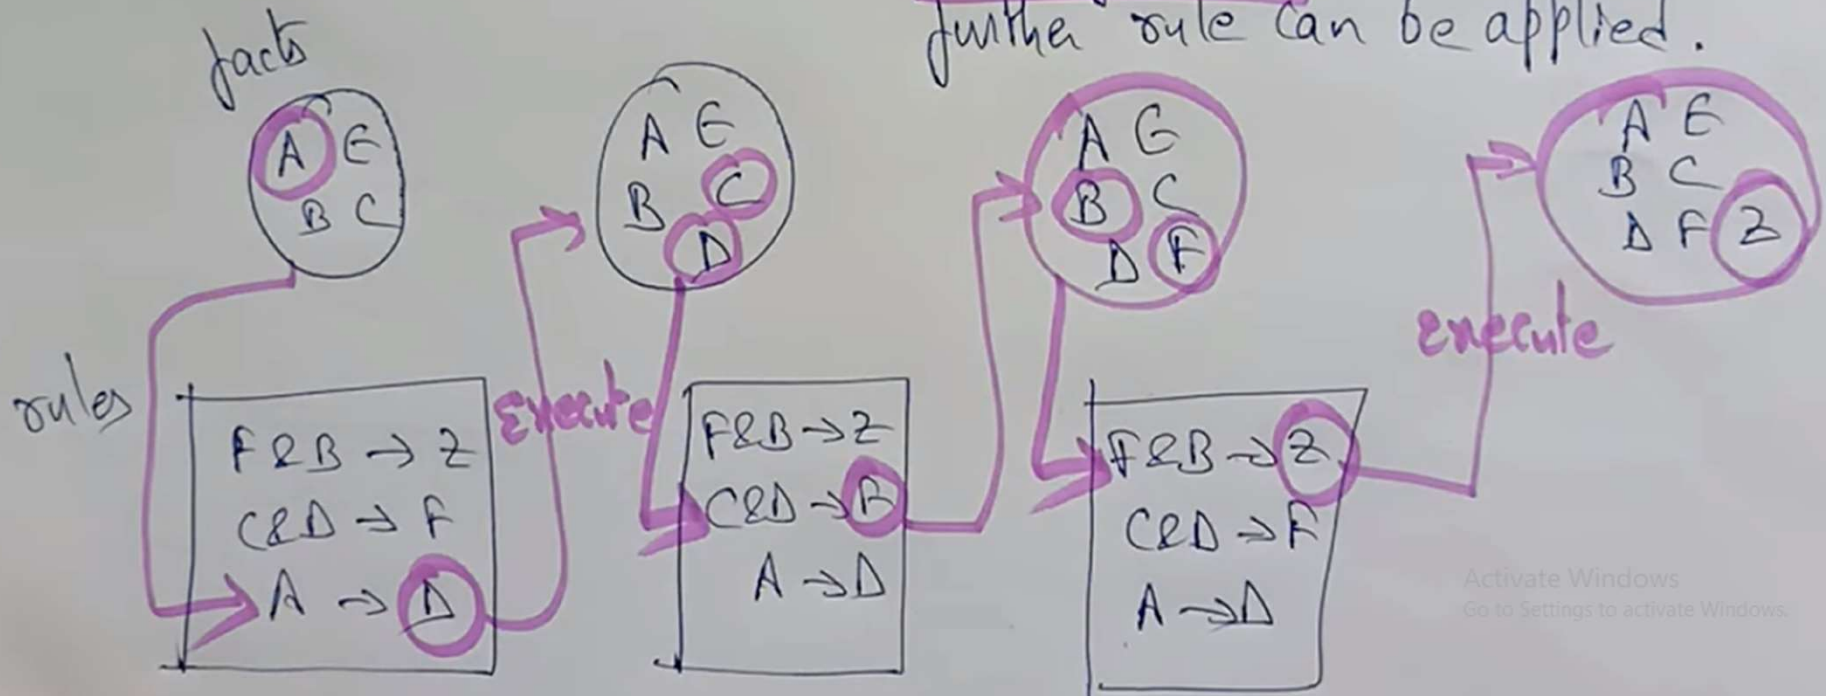 further rule can be applied.
facts
A E
B C
A E
B C
D
A E
B C
D F
A E
B C
D F Z
rules
execute
execute
F&B → Z
C&D → F
A → D
F&B → Z
C&D → B
A → D
F&B → Z
C&D → F
A → D
Activate Windows
Go to Settings to activate Windows.